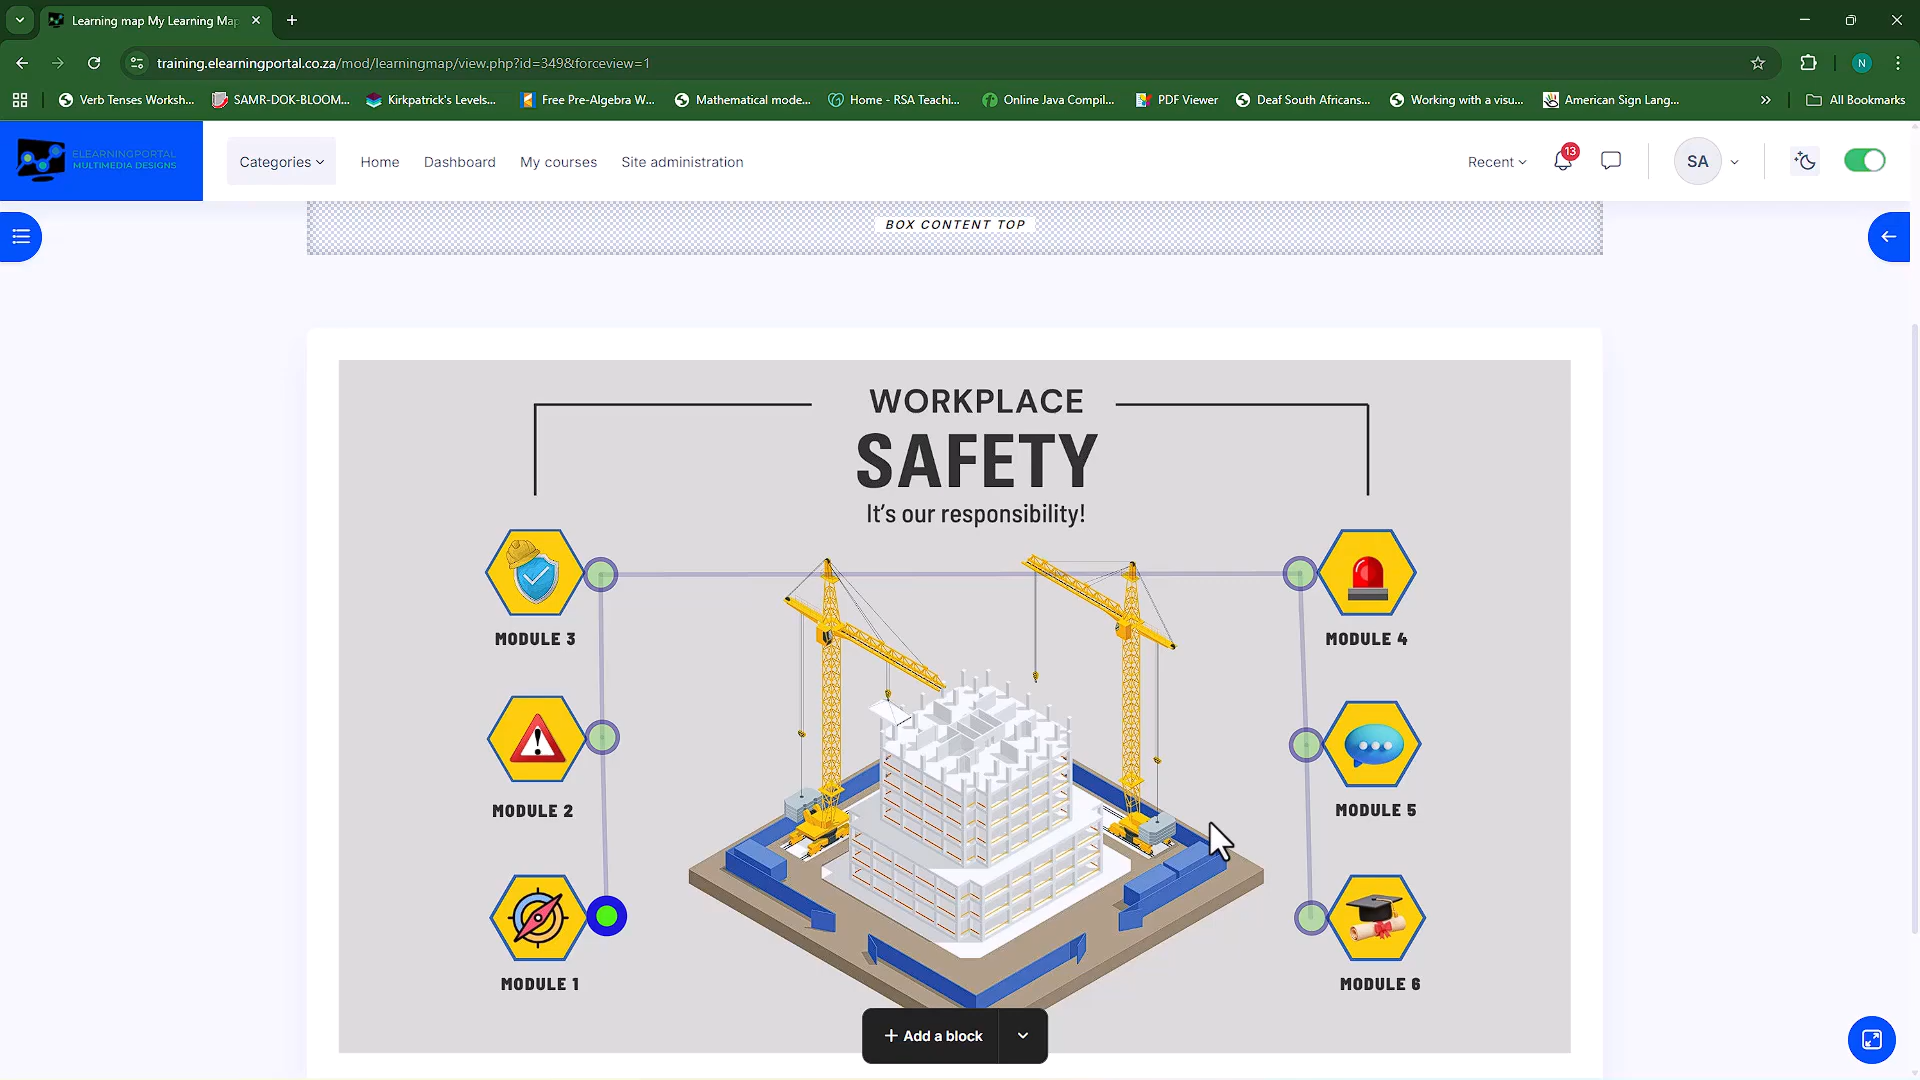 Learning map My Learning Map
training.elearningportal.co.za/mod/learningmap/view.php?id=349&forceview=1
N
Verb Tenses Worksh...
SAMR-DOK-BLOOM...
Kirkpatrick's Levels...
Free Pre-Algebra W...
Mathematical mode...
Home - RSA Teachi...
Online Java Compil...
PDF Viewer
Deaf South Africans...
Working with a visu...
American Sign Lang...
All Bookmarks
ELEARNINGPORTAL
MULTIMEDIA DESIGNS
Categories
Home
Dashboard
My courses
Site administration
Recent
13
SA
BOX CONTENT TOP
WORKPLACE
SAFETY
It's our responsibility!
MODULE 3
MODULE 4
MODULE 2
MODULE 5
MODULE 1
MODULE 6
+ Add a block